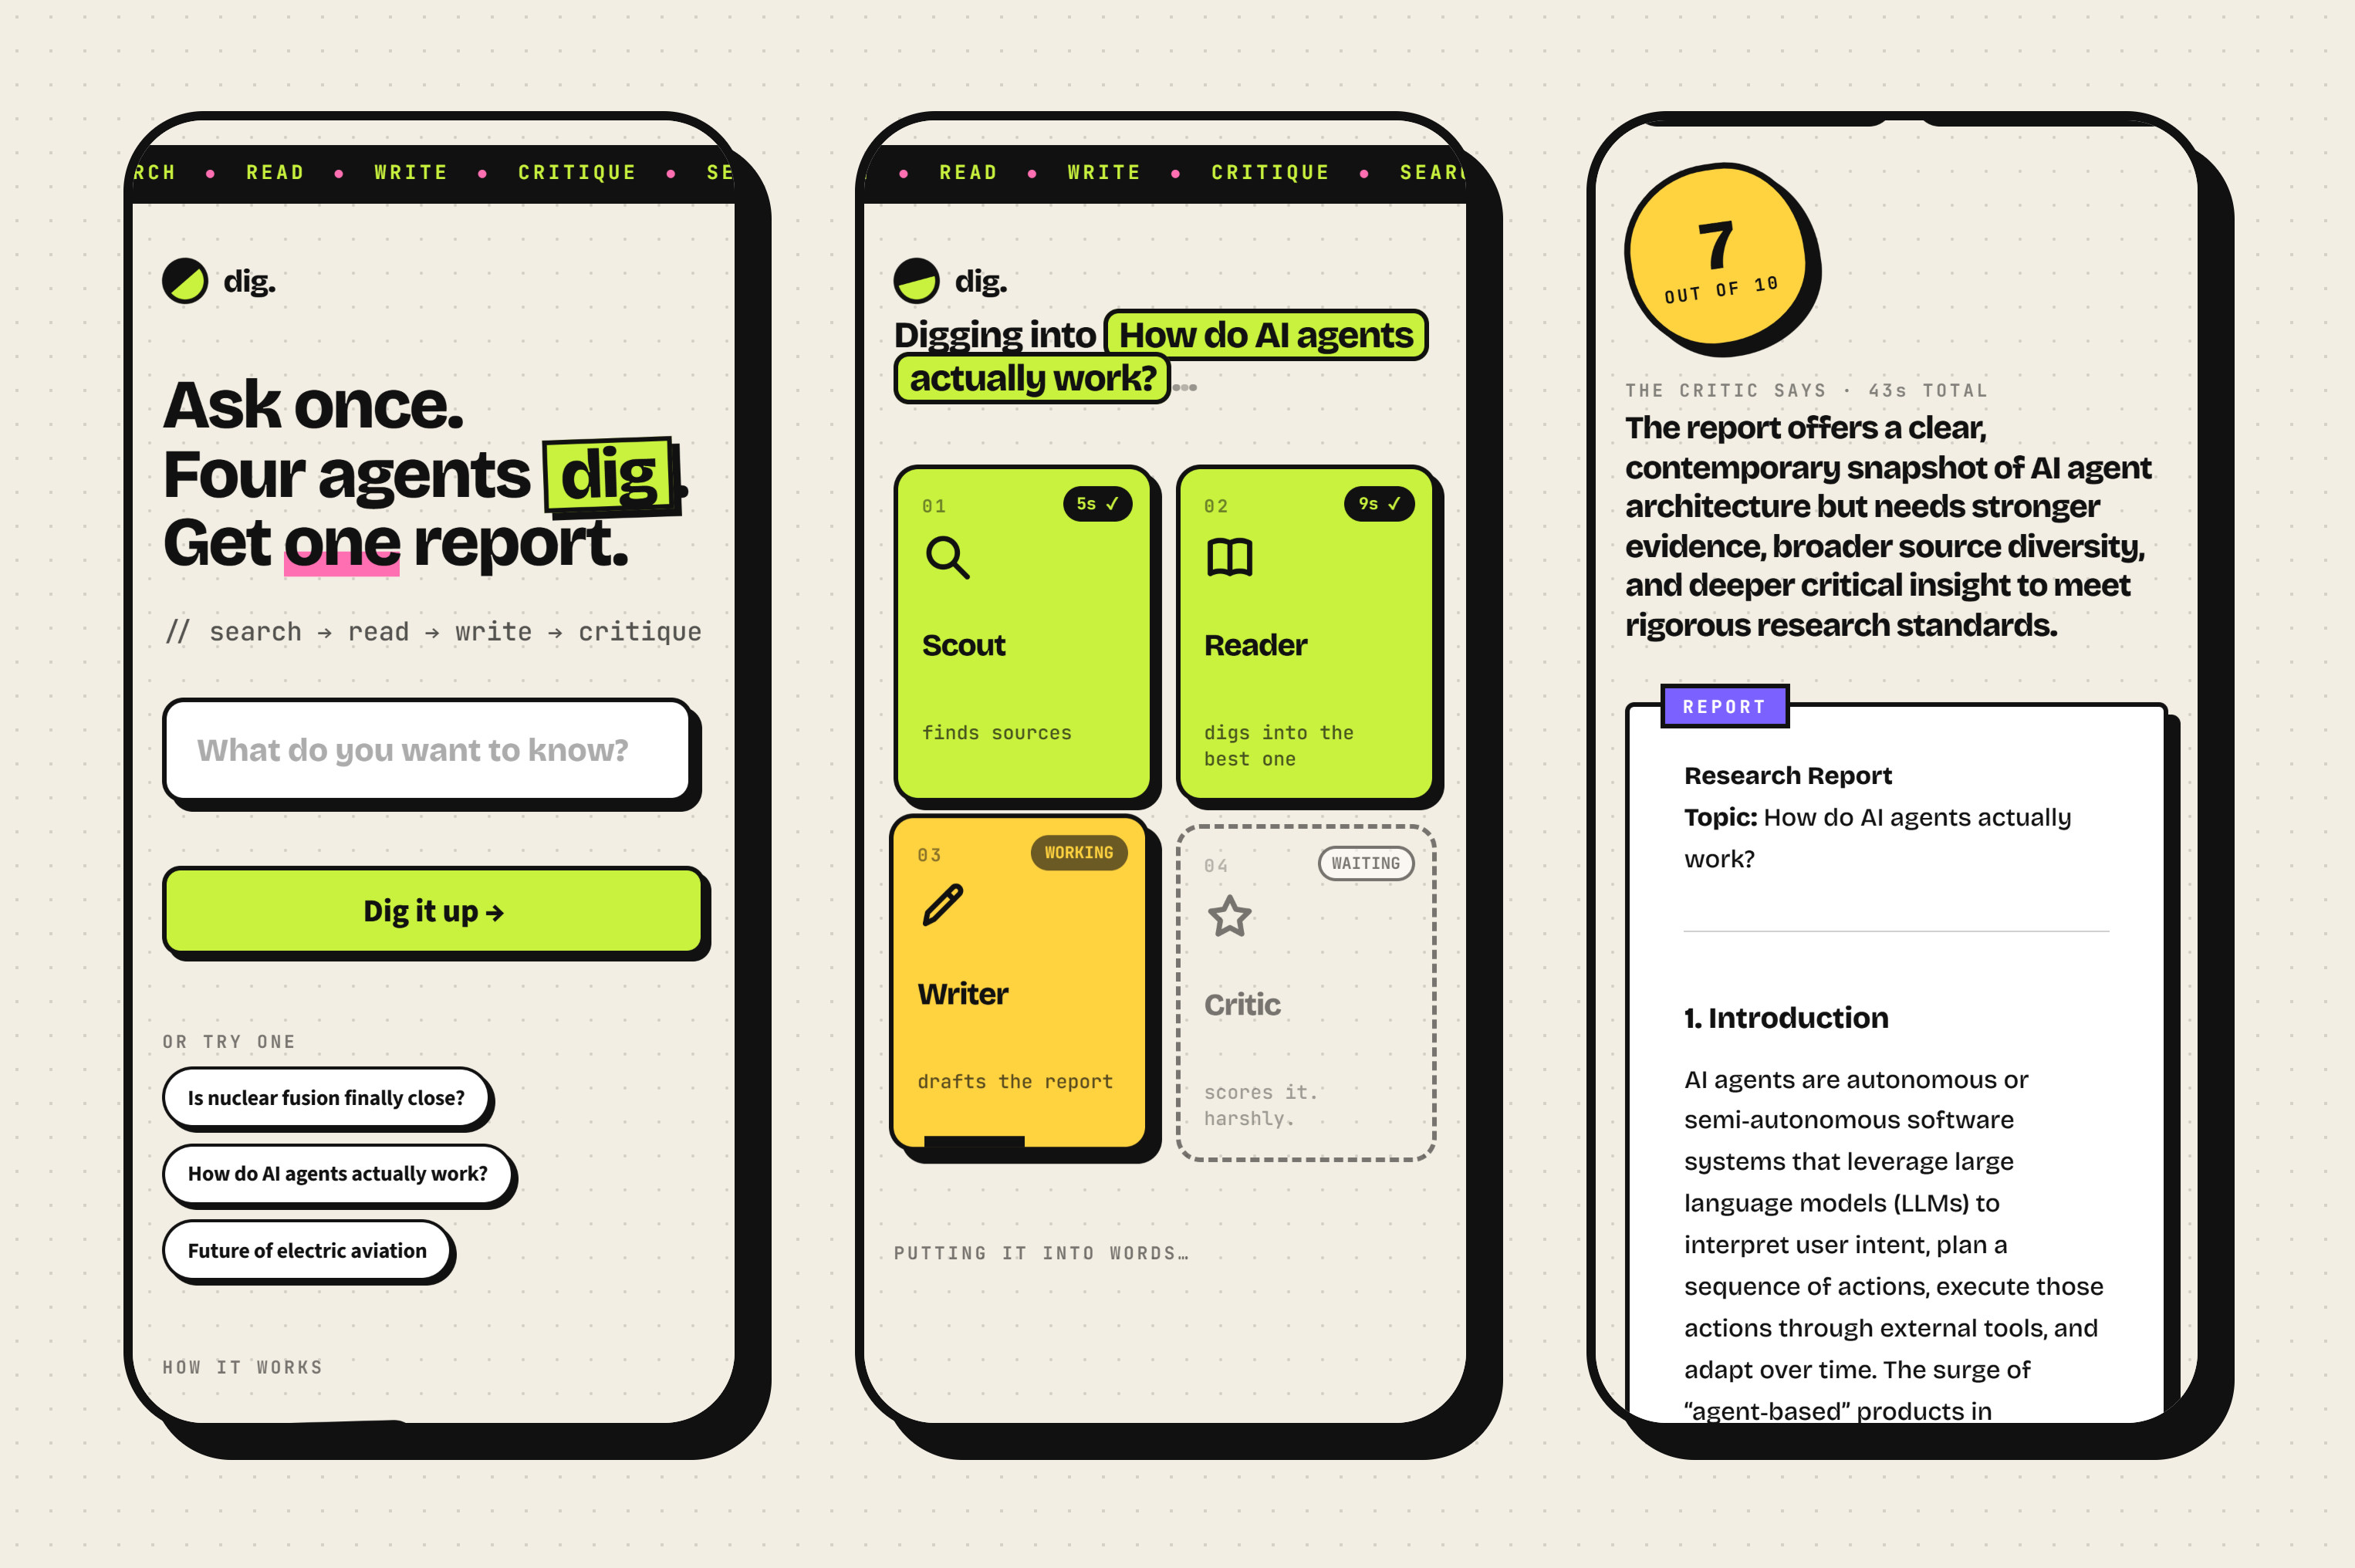 RCH • READ • WRITE • CRITIQUE • SE
dig.
Ask once.
Four agents dig.
Get one report.
// search → read → write → critique
What do you want to know?
Dig it up →
OR TRY ONE
Is nuclear fusion finally close?
How do AI agents actually work?
Future of electric aviation
HOW IT WORKS
• READ • WRITE • CRITIQUE • SEARC
dig.
Digging into How do AI agents
actually work?...
01 5s ✓
Scout
finds sources
02 9s ✓
Reader
digs into the
best one
03 WORKING
Writer
drafts the report
04 WAITING
Critic
scores it.
harshly.
PUTTING IT INTO WORDS…
7
OUT OF 10
THE CRITIC SAYS · 43s TOTAL
The report offers a clear,
contemporary snapshot of AI agent
architecture but needs stronger
evidence, broader source diversity,
and deeper critical insight to meet
rigorous research standards.
REPORT
Research Report
Topic: How do AI agents actually
work?
1. Introduction
AI agents are autonomous or
semi-autonomous software
systems that leverage large
language models (LLMs) to
interpret user intent, plan a
sequence of actions, execute those
actions through external tools, and
adapt over time. The surge of
“agent-based” products in